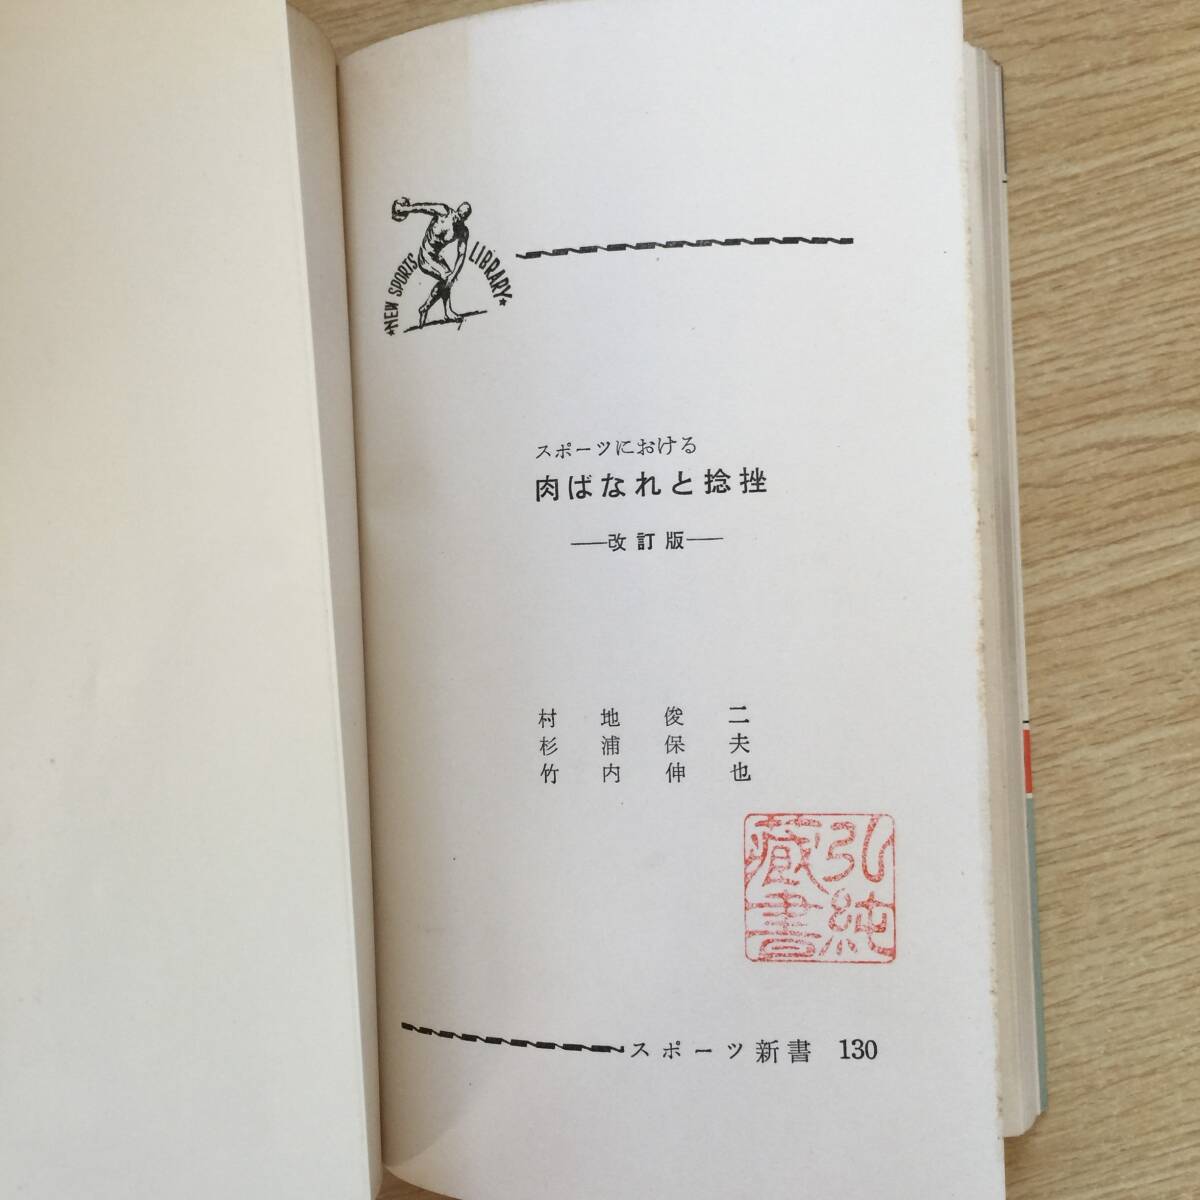 ★NEW SPORTS LIBRARY★
スポーツにおける
肉ばなれと捻挫
――改訂版――
村地俊二
杉浦保夫
竹内伸也
弘純
蔵書
スポーツ新書 130